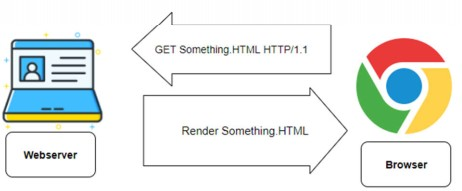 GET Something.HTML HTTP/1.1
Render Something.HTML
Webserver
Browser